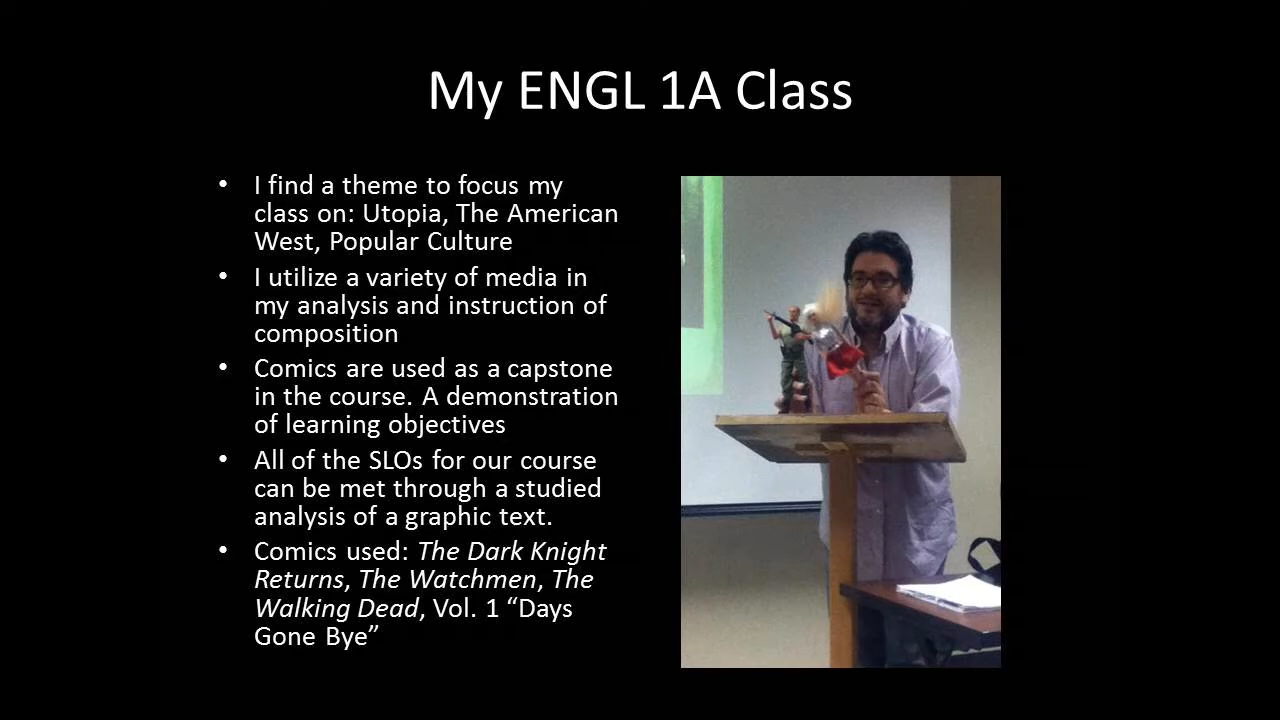 My ENGL 1A Class
• I find a theme to focus my
class on: Utopia, The American
West, Popular Culture
• I utilize a variety of media in
my analysis and instruction of
composition
• Comics are used as a capstone
in the course. A demonstration
of learning objectives
• All of the SLOs for our course
can be met through a studied
analysis of a graphic text.
• Comics used: The Dark Knight
Returns, The Watchmen, The
Walking Dead, Vol. 1 “Days
Gone Bye”